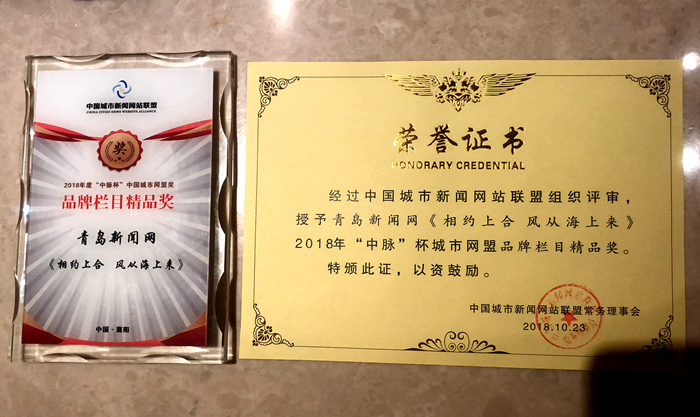 中国城市新闻网站联盟
CHINA CITIES NEWS WEBSITE ALLIANCE
奖
2018年度“中脉杯”中国城市网盟奖
品牌栏目精品奖
青岛新闻网
《相约上合 风从海上来》
中国·襄阳
荣誉证书
HONORARY CREDENTIAL
经过中国城市新闻网站联盟组织评审，
授予青岛新闻网《相约上合 风从海上来》
2018年“中脉”杯城市网盟品牌栏目精品奖。
特颁此证，以资鼓励。
中国城市新闻网站联盟常务理事会
2018.10.23